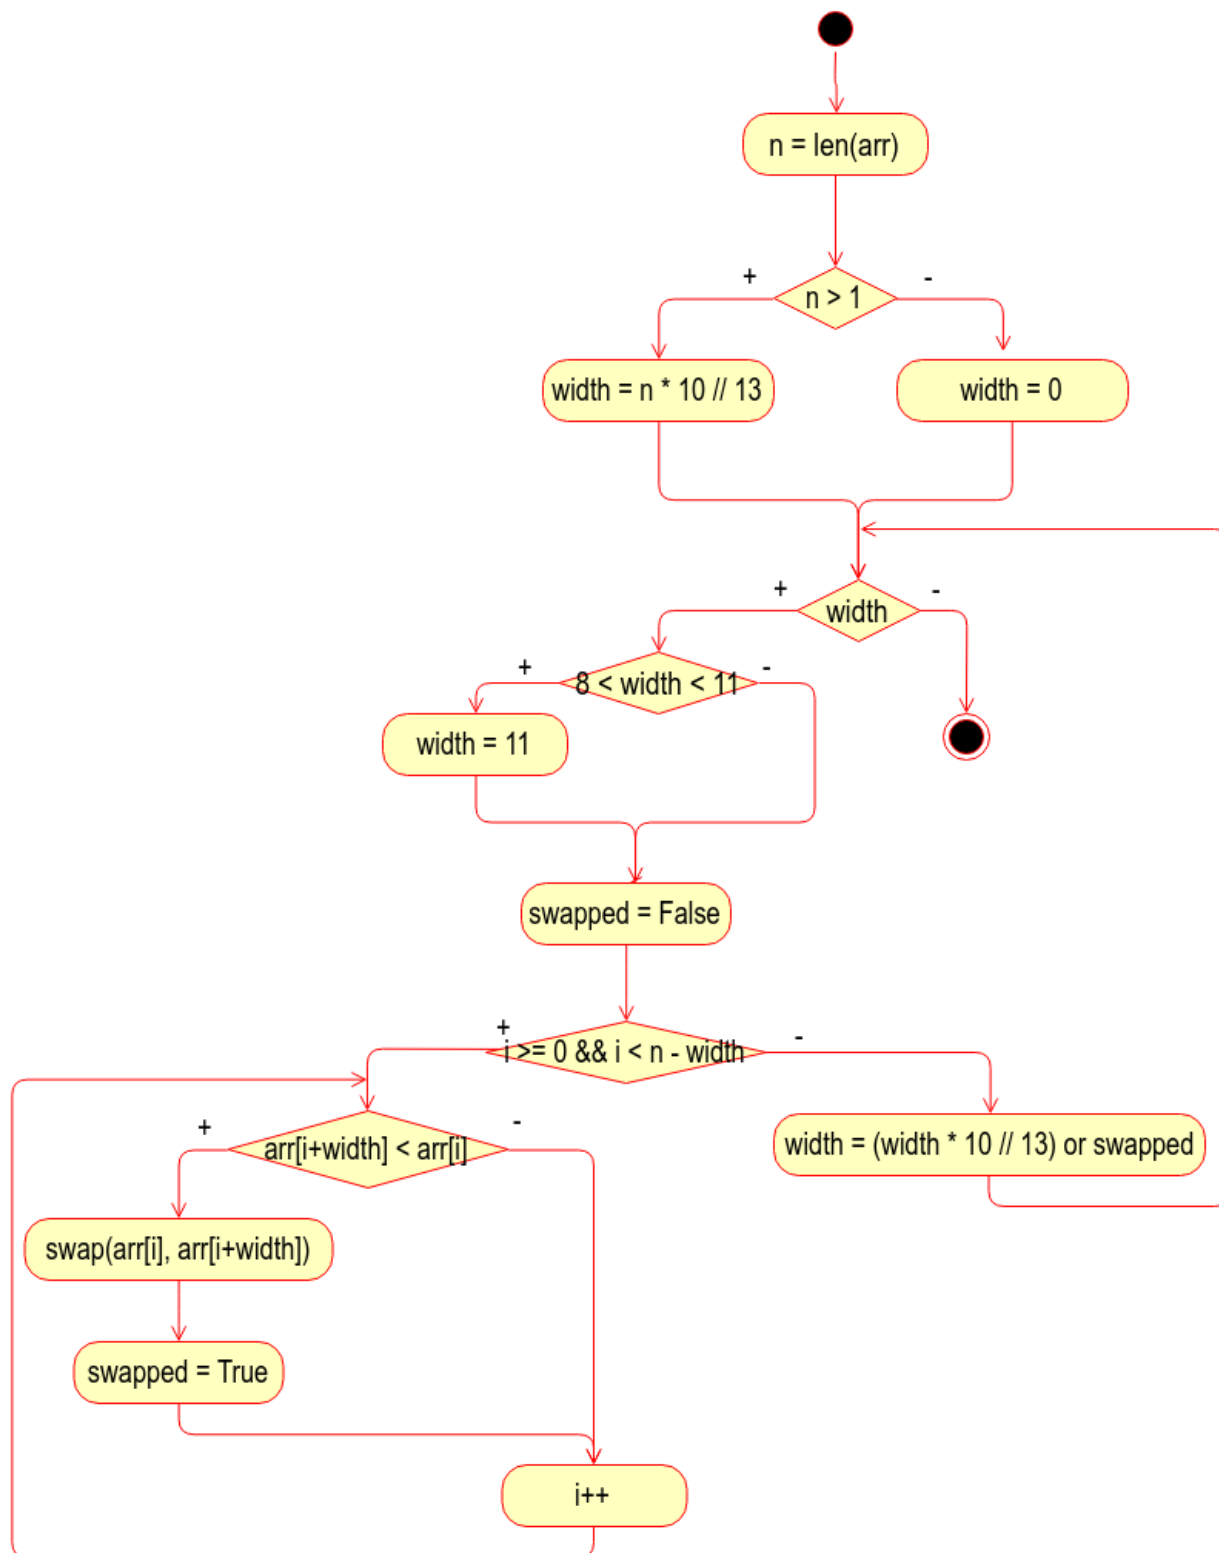 n = len(arr)
+
-
n > 1
width = n * 10 // 13
width = 0
+
-
width
+
-
8 < width < 11
width = 11
swapped = False
+
-
i >= 0 && i < n - width
+
-
arr[i+width] < arr[i]
width = (width * 10 // 13) or swapped
swap(arr[i], arr[i+width])
swapped = True
i++